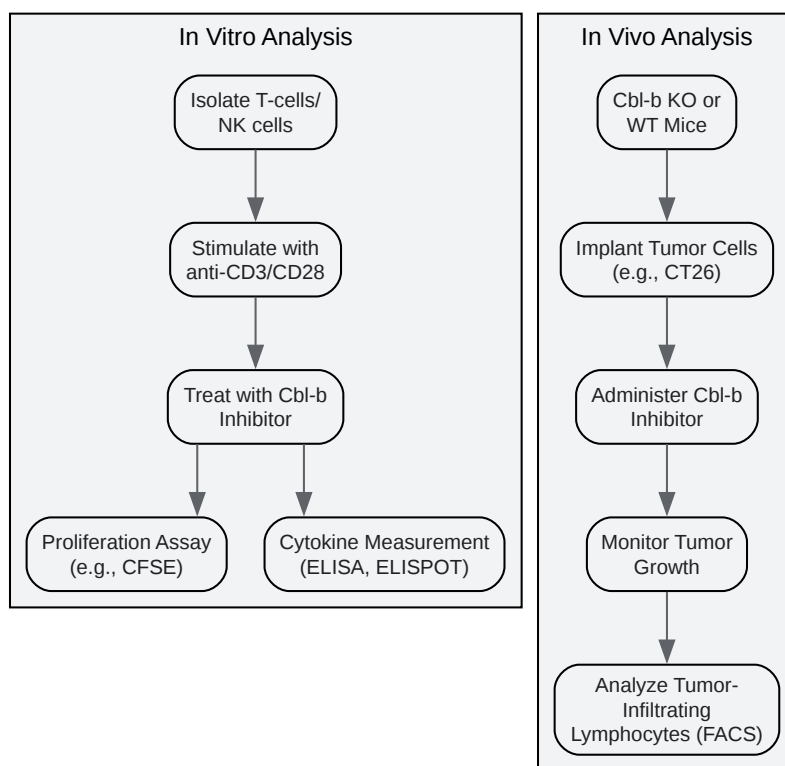 In Vitro Analysis
Isolate T-cells/
NK cells
Stimulate with
anti-CD3/CD28
Treat with Cbl-b
Inhibitor
Proliferation Assay
(e.g., CFSE)
Cytokine Measurement
(ELISA, ELISPOT)
In Vivo Analysis
Cbl-b KO or
WT Mice
Implant Tumor Cells
(e.g., CT26)
Administer Cbl-b
Inhibitor
Monitor Tumor
Growth
Analyze Tumor-
Infiltrating
Lymphocytes (FACS)